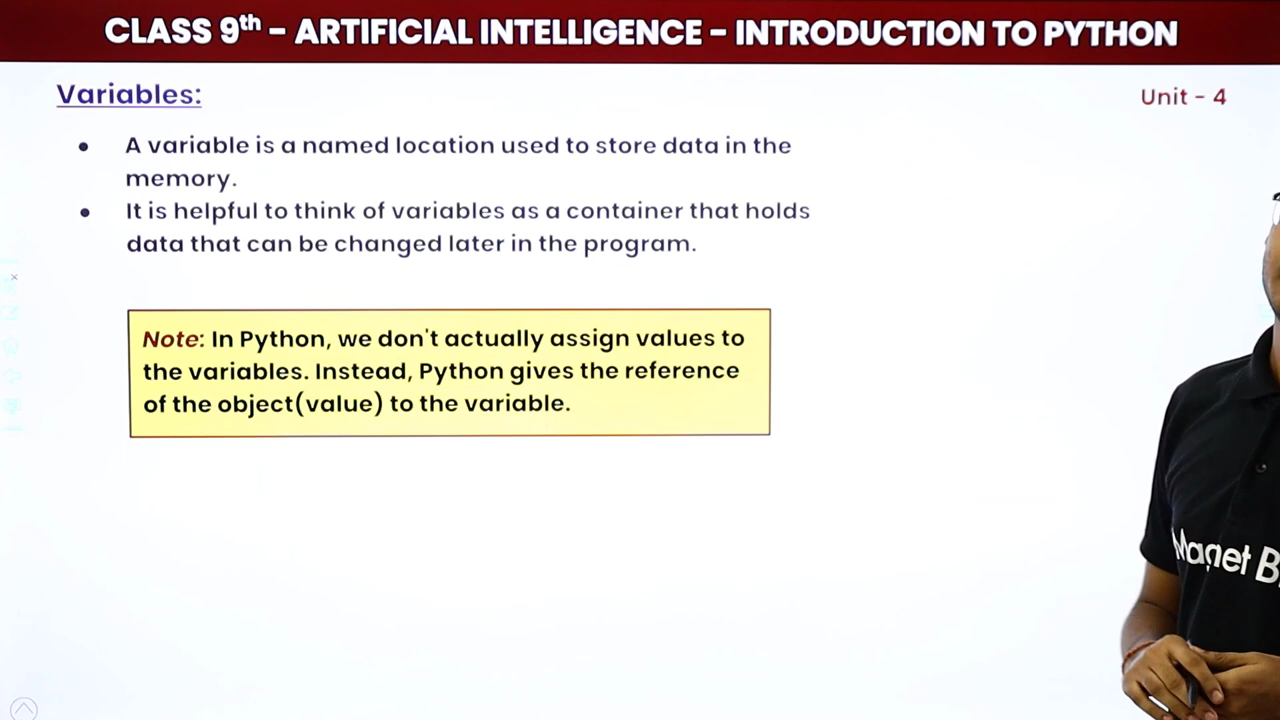 CLASS 9th - ARTIFICIAL INTELLIGENCE - INTRODUCTION TO PYTHON
Variables:
Unit - 4
• A variable is a named location used to store data in the
memory.
• It is helpful to think of variables as a container that holds
data that can be changed later in the program.
Note: In Python, we don't actually assign values to
the variables. Instead, Python gives the reference
of the object(value) to the variable.
Magnet B